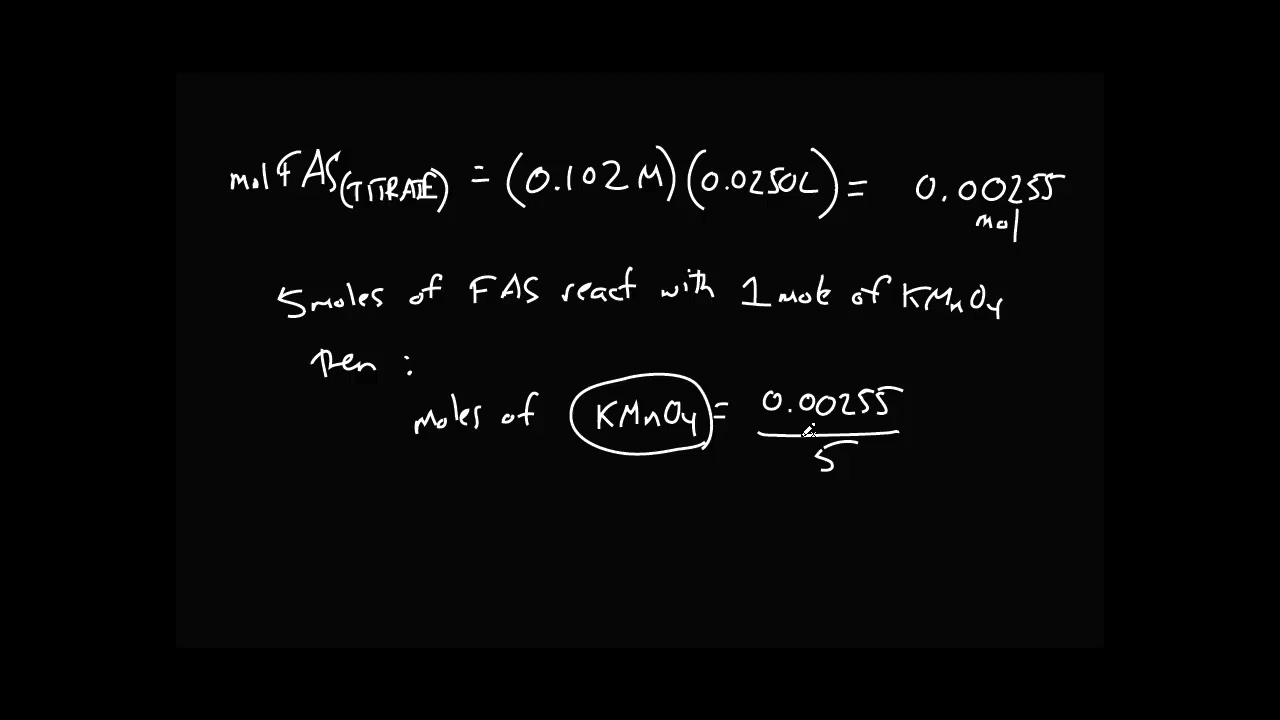 mol FAS(TITRATE) = (0.102 M)(0.0250L) = 0.00255
mol
5 moles of FAS react with 1 mole of KMnO4
Then :
moles of KMnO4 = 0.00255
5